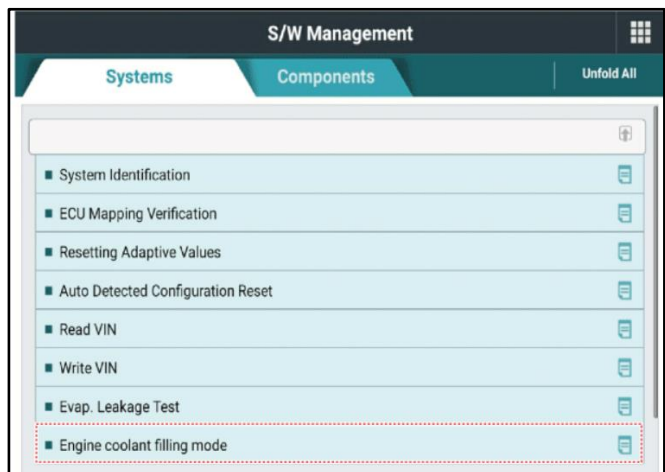 S/W Management
Systems
Components
Unfold All
System Identification
ECU Mapping Verification
Resetting Adaptive Values
Auto Detected Configuration Reset
Read VIN
Write VIN
Evap. Leakage Test
Engine coolant filling mode